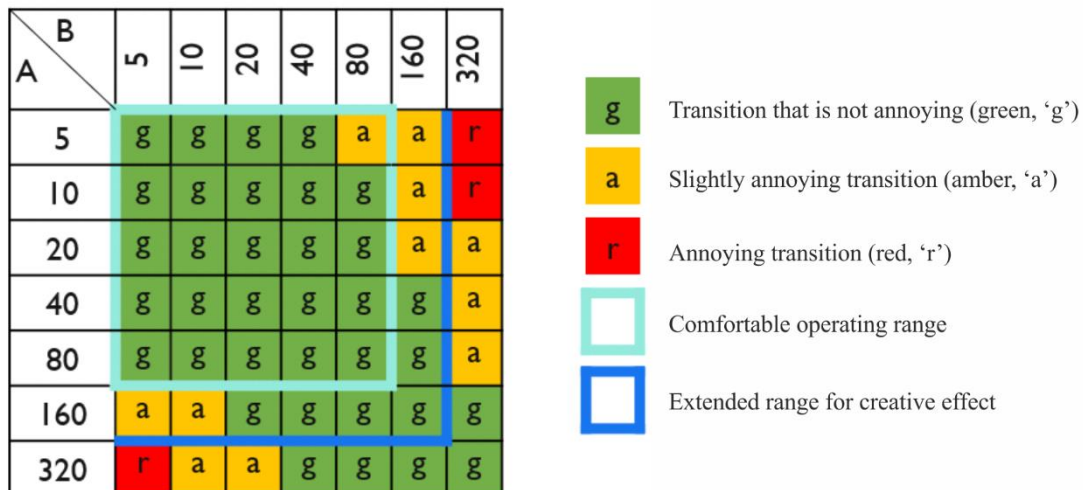 B
A
5 10 20 40 80 160 320
5 g g g g a a r
10 g g g g g a r
20 g g g g g a a
40 g g g g g g a
80 g g g g g g a
160 a a g g g g g
320 r a a g g g g
g Transition that is not annoying (green, ‘g’)
a Slightly annoying transition (amber, ‘a’)
r Annoying transition (red, ‘r’)
Comfortable operating range
Extended range for creative effect